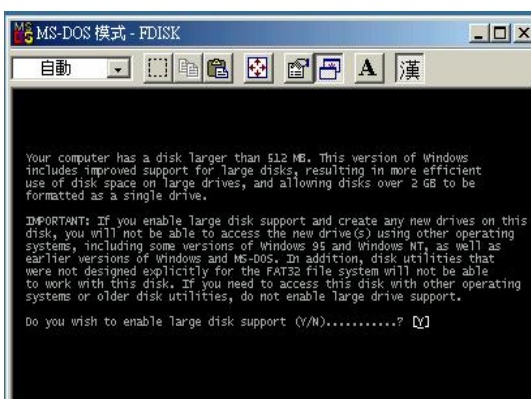 MS-DOS 模式 - FDISK
自動 A 漢
Your computer has a disk larger than 512 MB. This version of Windows
includes improved support for large disks, resulting in more efficient
use of disk space on large drives, and allowing disks over 2 GB to be
formatted as a single drive.
IMPORTANT: If you enable large disk support and create any new drives on this
disk, you will not be able to access the new drive(s) using other operating
systems, including some versions of Windows 95 and Windows NT, as well as
earlier versions of Windows and MS-DOS. In addition, disk utilities that
were not designed explicitly for the FAT32 file system will not be able
to work with this disk. If you need to access this disk with other operating
systems or older disk utilities, do not enable large drive support.
Do you wish to enable large disk support (Y/N)...........? [Y]